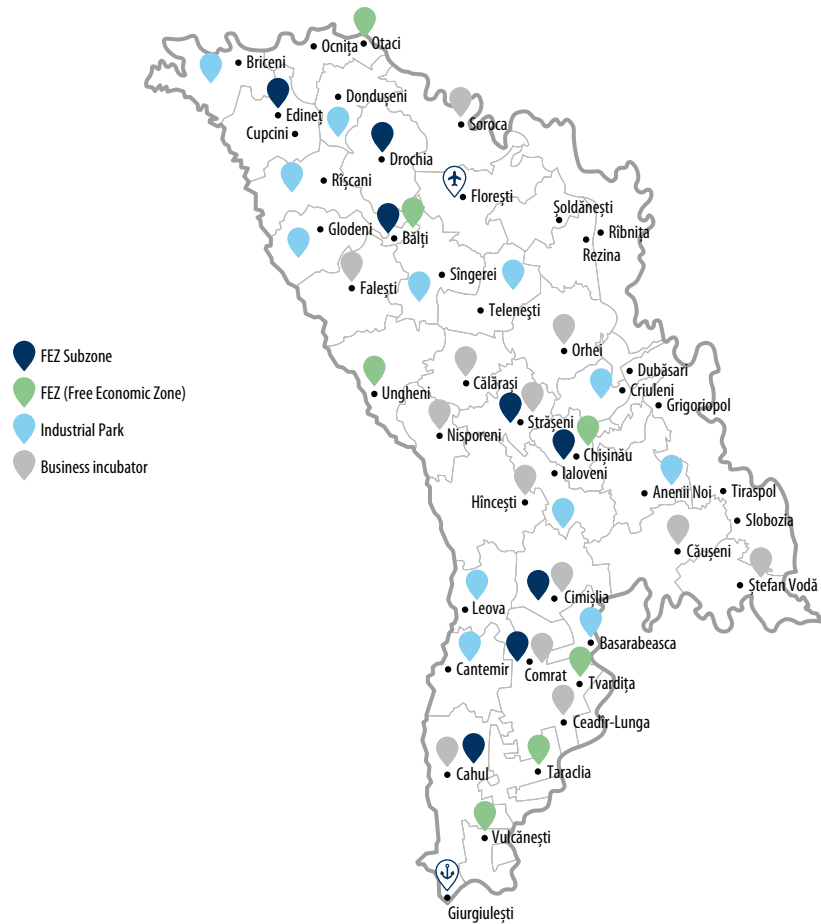 Otaci
Ocnița
Briceni
Dondușeni
Edineț
Soroca
Cupcini
Drochia
Rîșcani
Florești
Șoldănești
Glodeni
Rîbnița
Bălți
Rezina
Sîngerei
Falești
Telenești
Orhei
FEZ Subzone
Dubăsari
Călărași
Criuleni
FEZ (Free Economic Zone)
Ungheni
Grigoriopol
Strășeni
Industrial Park
Nisporeni
Chișinău
Business incubator
Ialoveni
Anenii Noi
Tiraspol
Hîncești
Slobozia
Căușeni
Ștefan Vodă
Cimișlia
Leova
Basarabeasca
Cantemir
Comrat
Tvardița
Ceadîr-Lunga
Cahul
Taraclia
Vulcănești
Giurgiulești